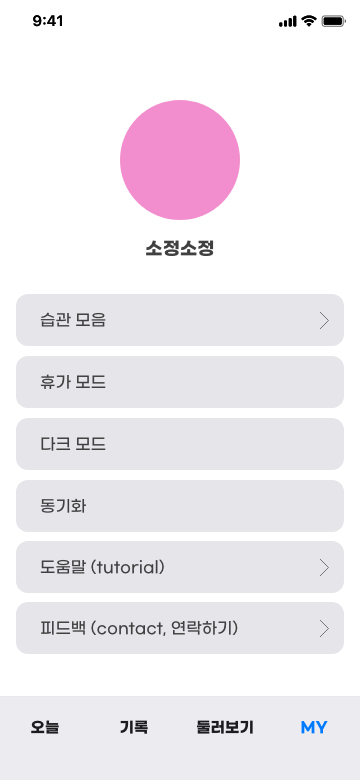 9:41
소정소정
습관 모음
휴가 모드
다크 모드
동기화
도움말 (tutorial)
피드백 (contact, 연락하기)
오늘 기록 둘러보기 MY